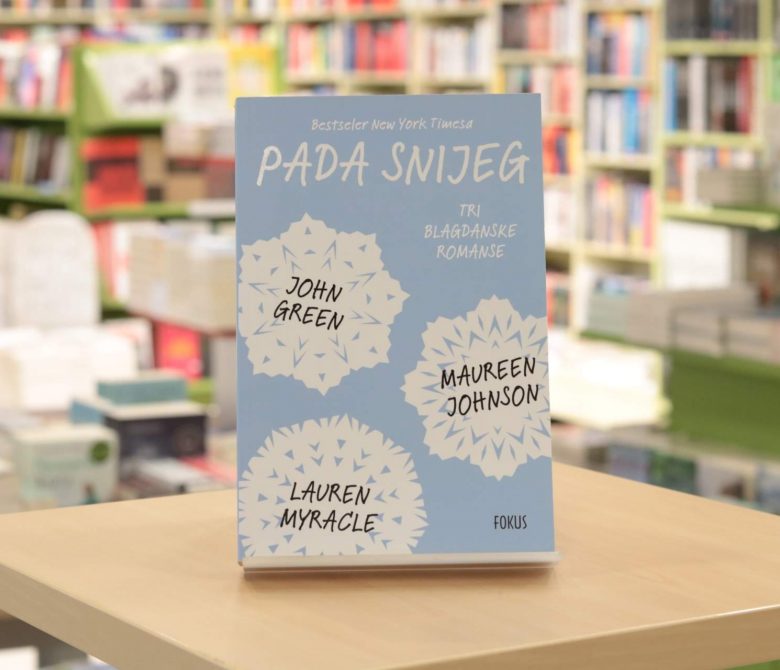 Bestseler New York Timesa
PADA SNIJEG
TRI
BLAGDANSKE
ROMANSE
JOHN
GREEN
MAUREEN
JOHNSON
LAUREN
MYRACLE
FOKUS